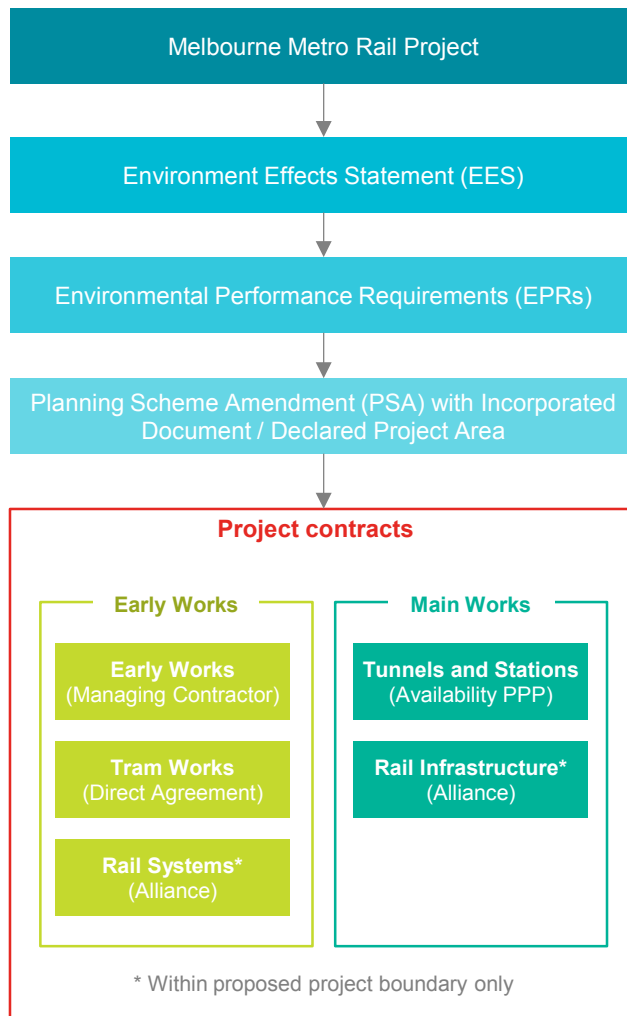 Melbourne Metro Rail Project
Environment Effects Statement (EES)
Environmental Performance Requirements (EPRs)
Planning Scheme Amendment (PSA) with Incorporated
Document / Declared Project Area
Project contracts
Early Works
Early Works
(Managing Contractor)
Tram Works
(Direct Agreement)
Rail Systems*
(Alliance)
Main Works
Tunnels and Stations
(Availability PPP)
Rail Infrastructure*
(Alliance)
* Within proposed project boundary only